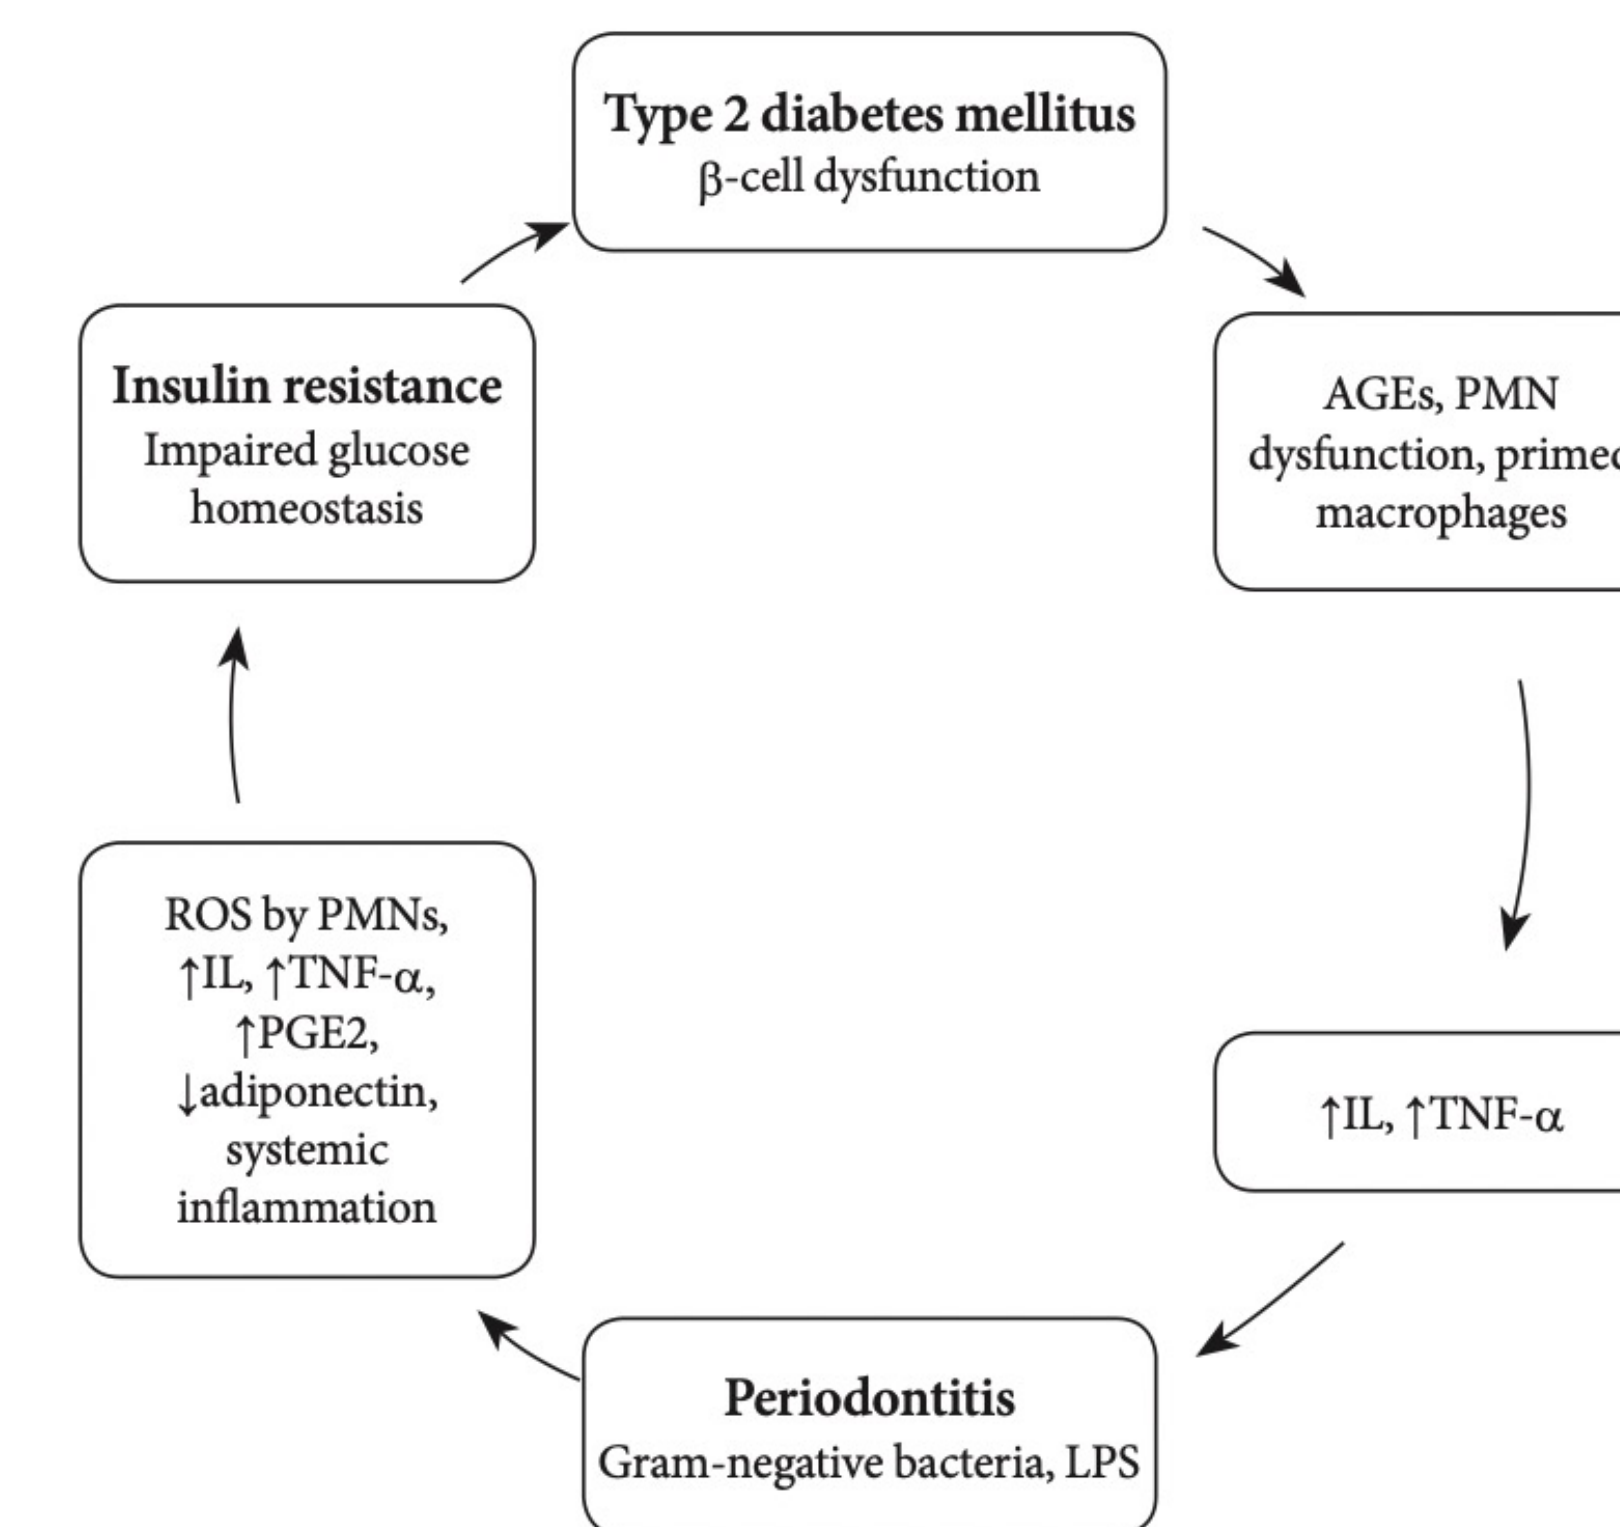 Type 2 diabetes mellitus
β-cell dysfunction
Insulin resistance
Impaired glucose
homeostasis
AGEs, PMN
dysfunction, primed
macrophages
ROS by PMNs,
↑IL, ↑TNF-α,
↑PGE2,
↓adiponectin,
systemic
inflammation
↑IL, ↑TNF-α
Periodontitis
Gram-negative bacteria, LPS